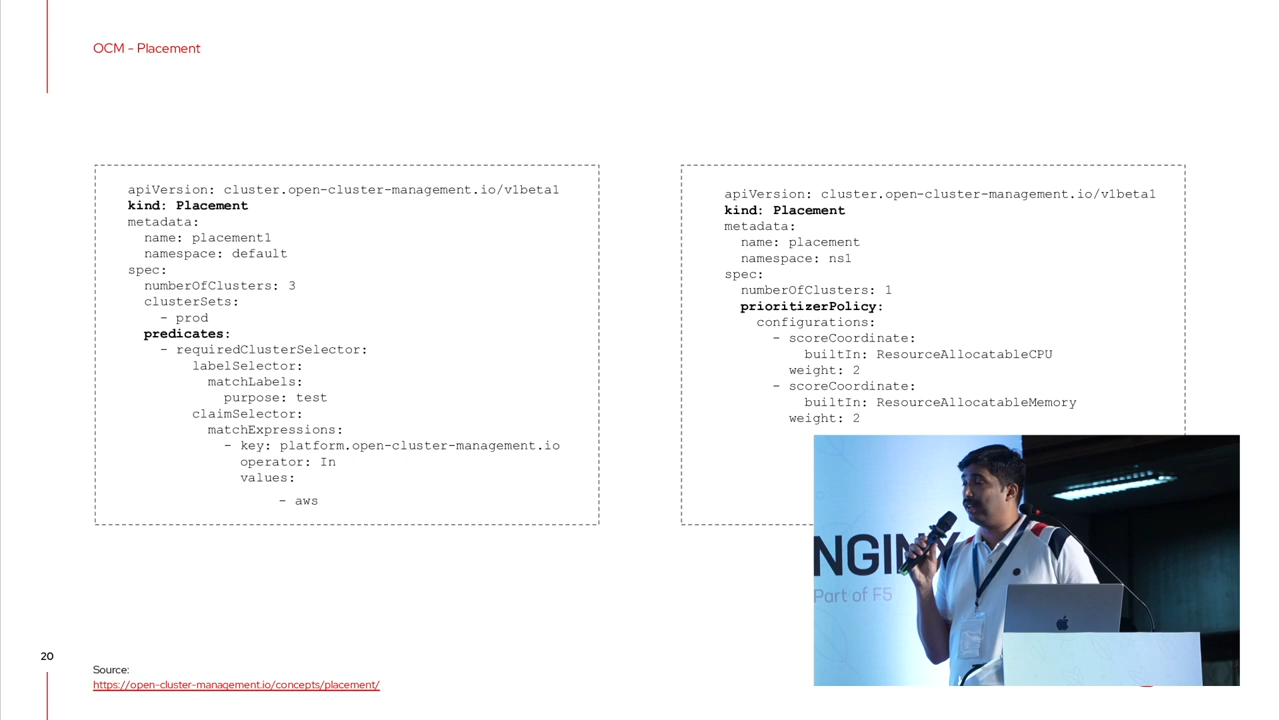 OCM - Placement
apiVersion: cluster.open-cluster-management.io/v1beta1
kind: Placement
metadata:
  name: placement1
  namespace: default
spec:
  numberOfClusters: 3
  clusterSets:
    - prod
  predicates:
    - requiredClusterSelector:
        labelSelector:
          matchLabels:
            purpose: test
        claimSelector:
          matchExpressions:
            - key: platform.open-cluster-management.io
              operator: In
              values:
                - aws
apiVersion: cluster.open-cluster-management.io/v1beta1
kind: Placement
metadata:
  name: placement
  namespace: ns1
spec:
  numberOfClusters: 1
  prioritizerPolicy:
    configurations:
      - scoreCoordinate:
          builtIn: ResourceAllocatableCPU
        weight: 2
      - scoreCoordinate:
          builtIn: ResourceAllocatableMemory
        weight: 2
NGINX
Part of F5
20
Source:
https://open-cluster-management.io/concepts/placement/